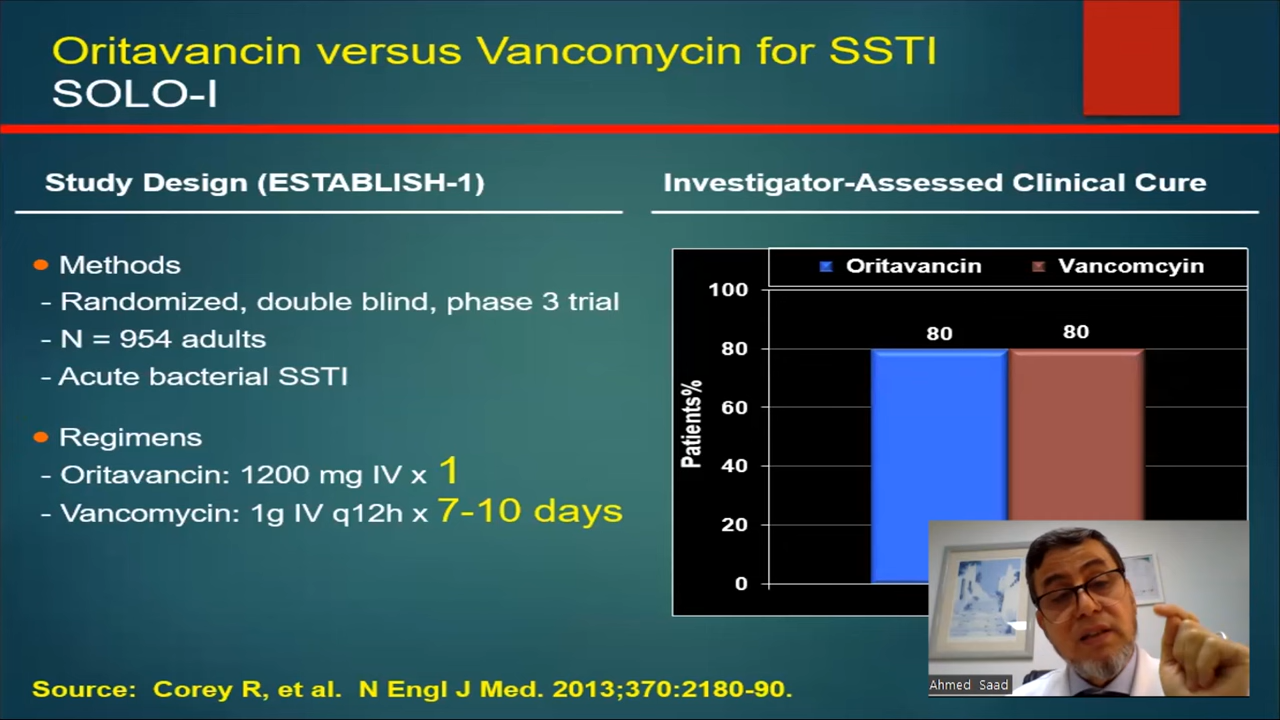 Oritavancin versus Vancomycin for SSTI
SOLO-I
Study Design (ESTABLISH-1)
Methods
- Randomized, double blind, phase 3 trial
- N = 954 adults
- Acute bacterial SSTI
Regimens
- Oritavancin: 1200 mg IV x 1
- Vancomycin: 1g IV q12h x 7-10 days
Investigator-Assessed Clinical Cure
Oritavancin Vancomcyin
Patients%
100
80
60
40
20
0
80 80
Source: Corey R, et al. N Engl J Med. 2013;370:2180-90.
Ahmed Saad